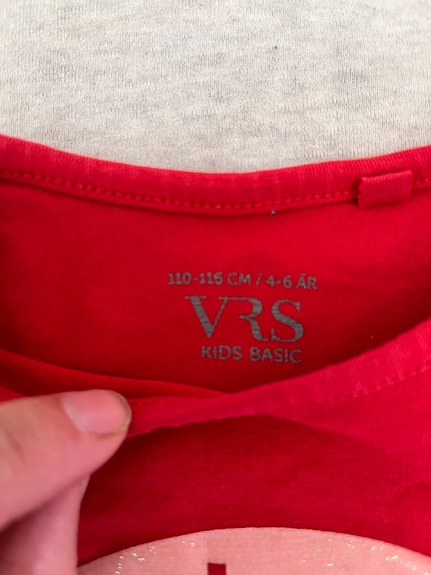 110-116 CM / 4-6 ÅR
VRS
KIDS BASIC